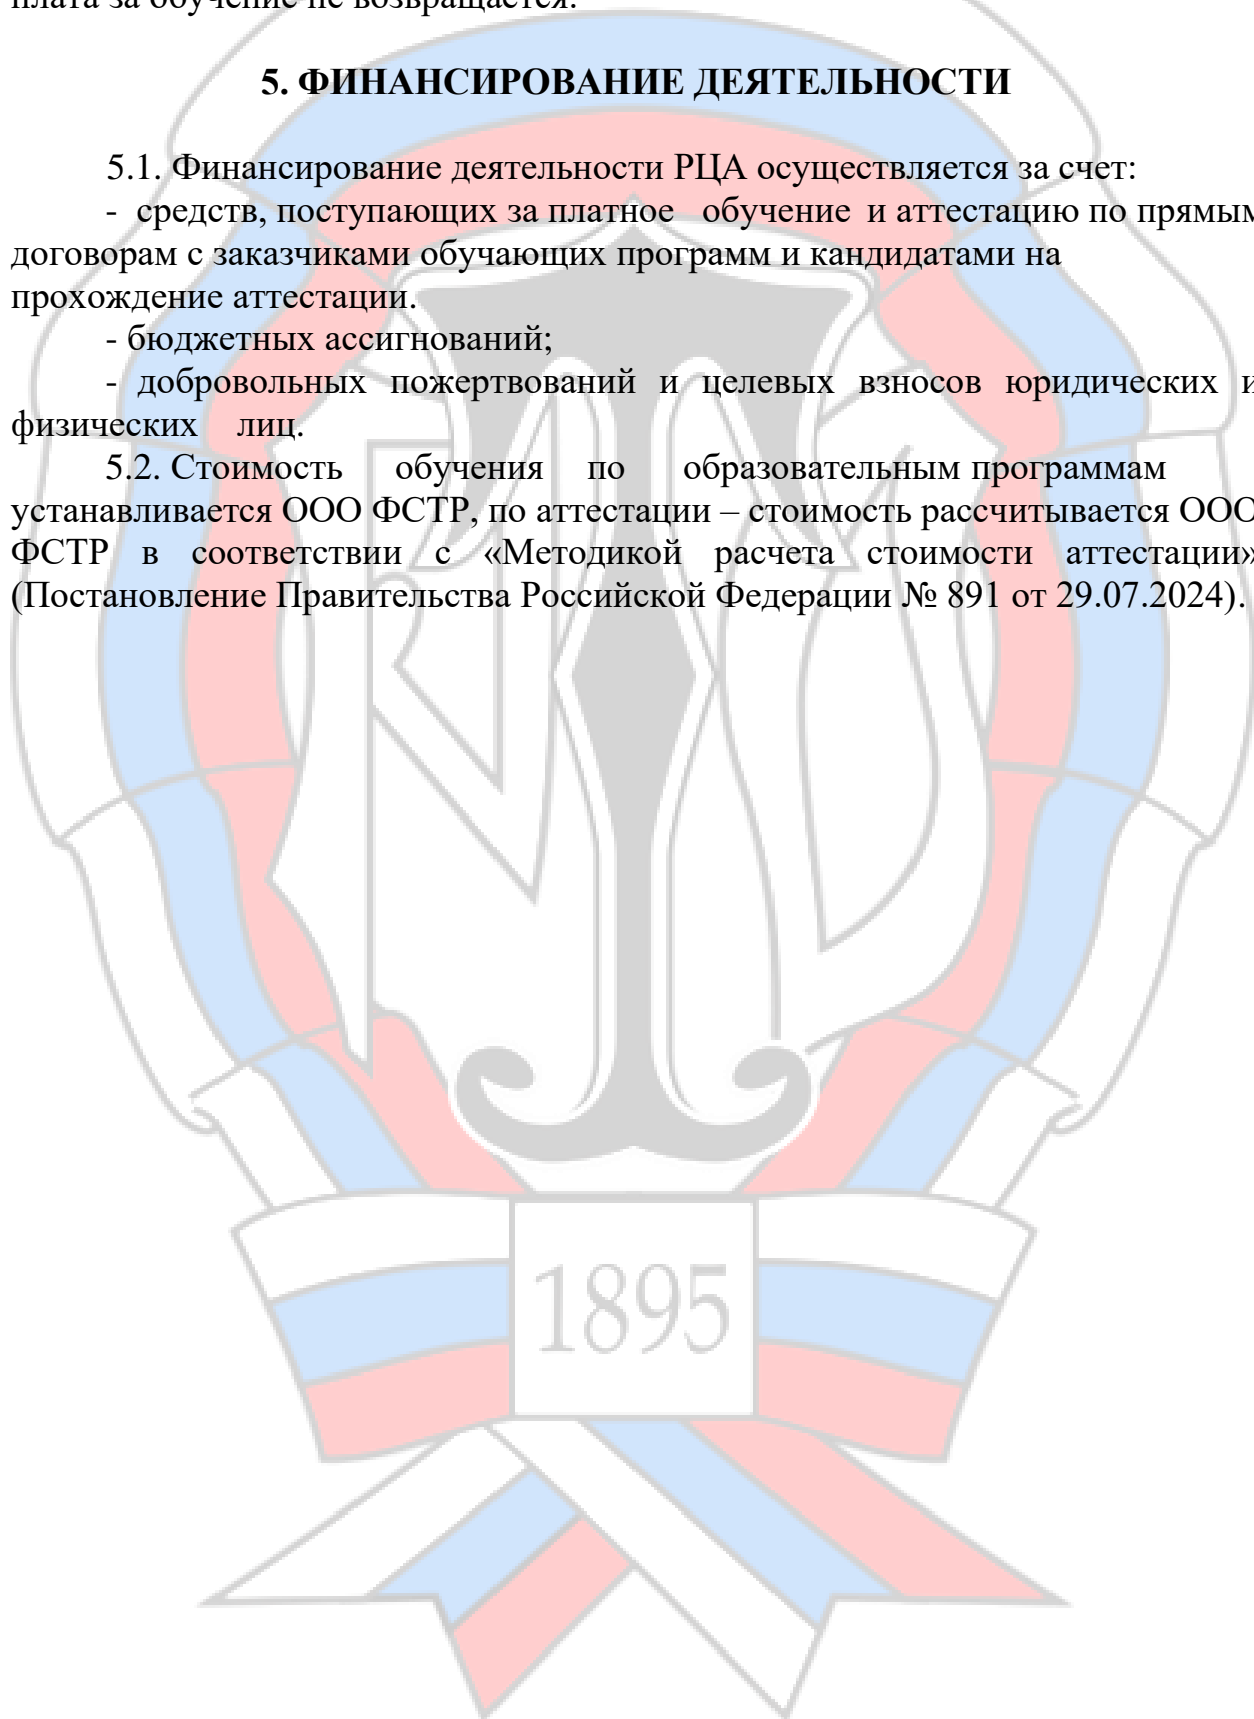 плата за обучение не возвращается.
5. ФИНАНСИРОВАНИЕ ДЕЯТЕЛЬНОСТИ
5.1. Финансирование деятельности РЦА осуществляется за счет:
- средств, поступающих за платное обучение и аттестацию по прямым
договорам с заказчиками обучающих программ и кандидатами на
прохождение аттестации.
- бюджетных ассигнований;
- добровольных пожертвований и целевых взносов юридических и
физических лиц.
5.2. Стоимость обучения по образовательным программам
устанавливается ООО ФСТР, по аттестации – стоимость рассчитывается ООО
ФСТР в соответствии с «Методикой расчета стоимости аттестации»
(Постановление Правительства Российской Федерации № 891 от 29.07.2024).
1895